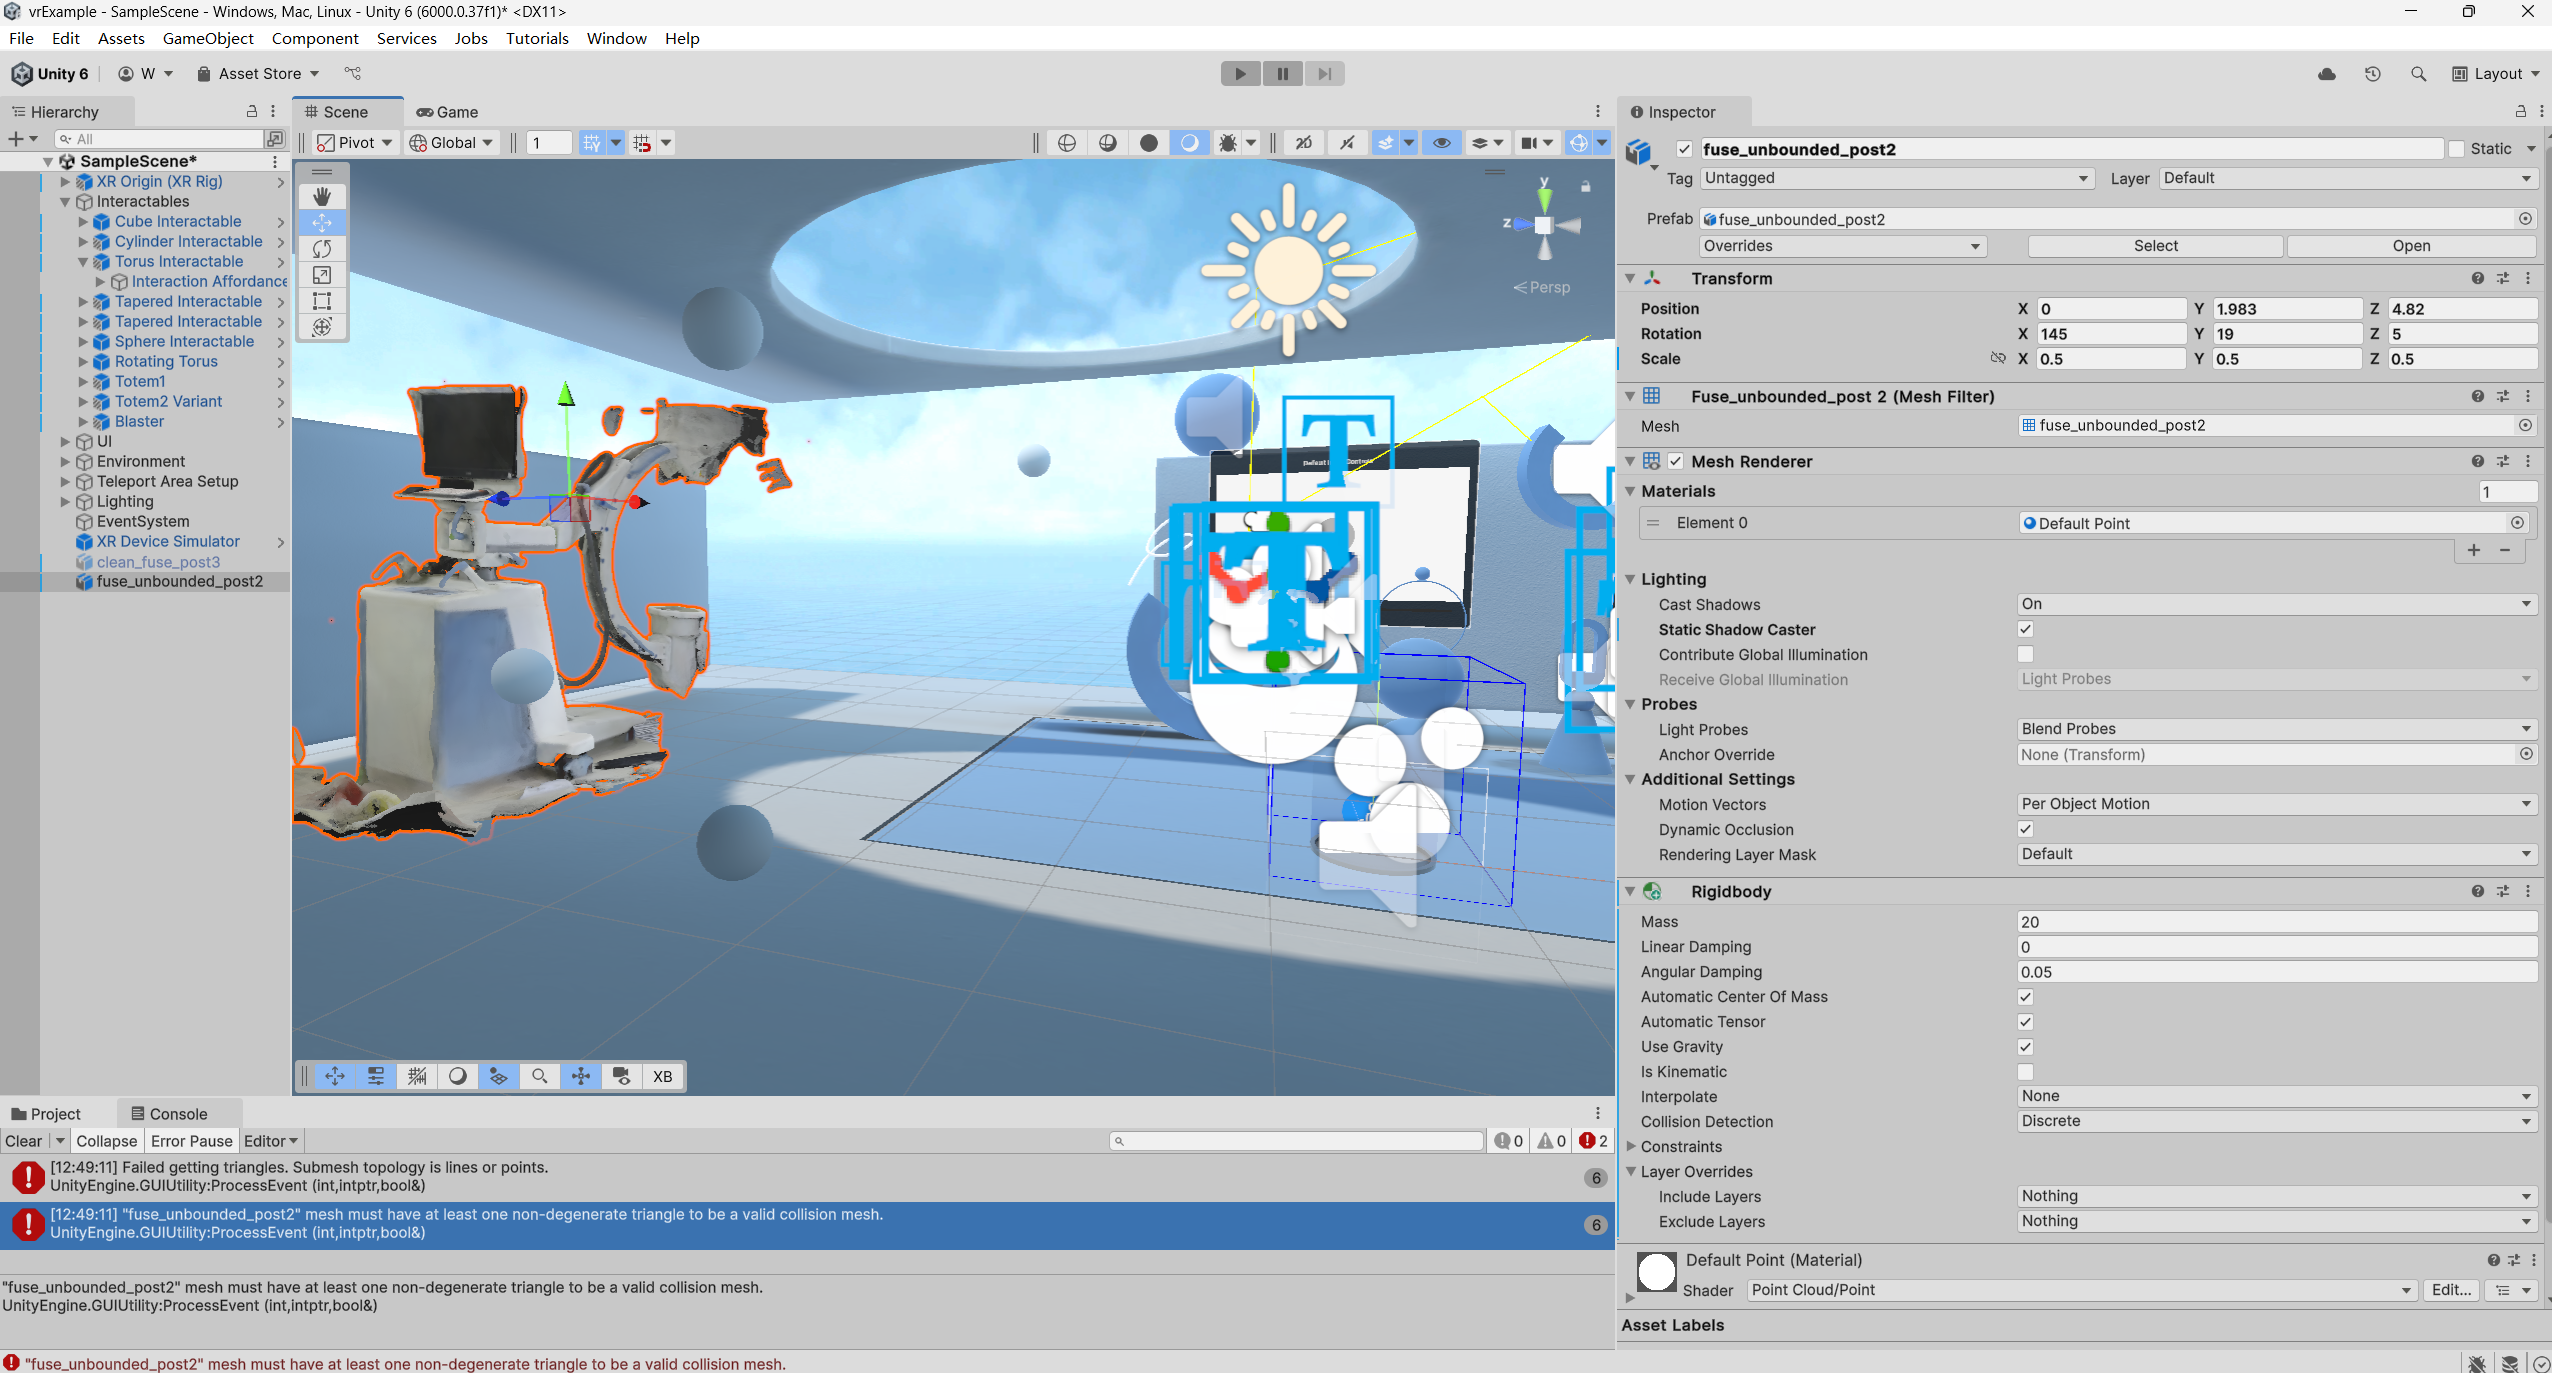 vrExample - SampleScene - Windows, Mac, Linux - Unity 6 (6000.0.37f1)* <DX11>
File Edit Assets GameObject Component Services Jobs Tutorials Window Help
Unity 6 W Asset Store Layout
Hierarchy
All
SampleScene*
XR Origin (XR Rig)
Interactables
Cube Interactable
Cylinder Interactable
Torus Interactable
Interaction Affordance
Tapered Interactable
Tapered Interactable
Sphere Interactable
Rotating Torus
Totem1
Totem2 Variant
Blaster
UI
Environment
Teleport Area Setup
Lighting
EventSystem
XR Device Simulator
clean_fuse_post3
fuse_unbounded_post2
Scene Game
Pivot Global 1 2D
y
z
Persp
T
T
XB
Inspector
fuse_unbounded_post2 Static
Tag Untagged Layer Default
Prefab fuse_unbounded_post2
Overrides Select Open
Transform
Position X 0 Y 1.983 Z 4.82
Rotation X 145 Y 19 Z 5
Scale X 0.5 Y 0.5 Z 0.5
Fuse_unbounded_post 2 (Mesh Filter)
Mesh fuse_unbounded_post2
Mesh Renderer
Materials 1
Element 0 Default Point
Lighting
Cast Shadows On
Static Shadow Caster
Contribute Global Illumination
Receive Global Illumination Light Probes
Probes
Light Probes Blend Probes
Anchor Override None (Transform)
Additional Settings
Motion Vectors Per Object Motion
Dynamic Occlusion
Rendering Layer Mask Default
Rigidbody
Mass 20
Linear Damping 0
Angular Damping 0.05
Automatic Center Of Mass
Automatic Tensor
Use Gravity
Is Kinematic
Interpolate None
Collision Detection Discrete
Constraints
Layer Overrides
Include Layers Nothing
Exclude Layers Nothing
Default Point (Material)
Shader Point Cloud/Point Edit...
Asset Labels
Project Console
Clear Collapse Error Pause Editor 0 0 2
[12:49:11] Failed getting triangles. Submesh topology is lines or points.
UnityEngine.GUIUtility:ProcessEvent (int,intptr,bool&)
6
[12:49:11] "fuse_unbounded_post2" mesh must have at least one non-degenerate triangle to be a valid collision mesh.
UnityEngine.GUIUtility:ProcessEvent (int,intptr,bool&)
6
"fuse_unbounded_post2" mesh must have at least one non-degenerate triangle to be a valid collision mesh.
UnityEngine.GUIUtility:ProcessEvent (int,intptr,bool&)
"fuse_unbounded_post2" mesh must have at least one non-degenerate triangle to be a valid collision mesh.